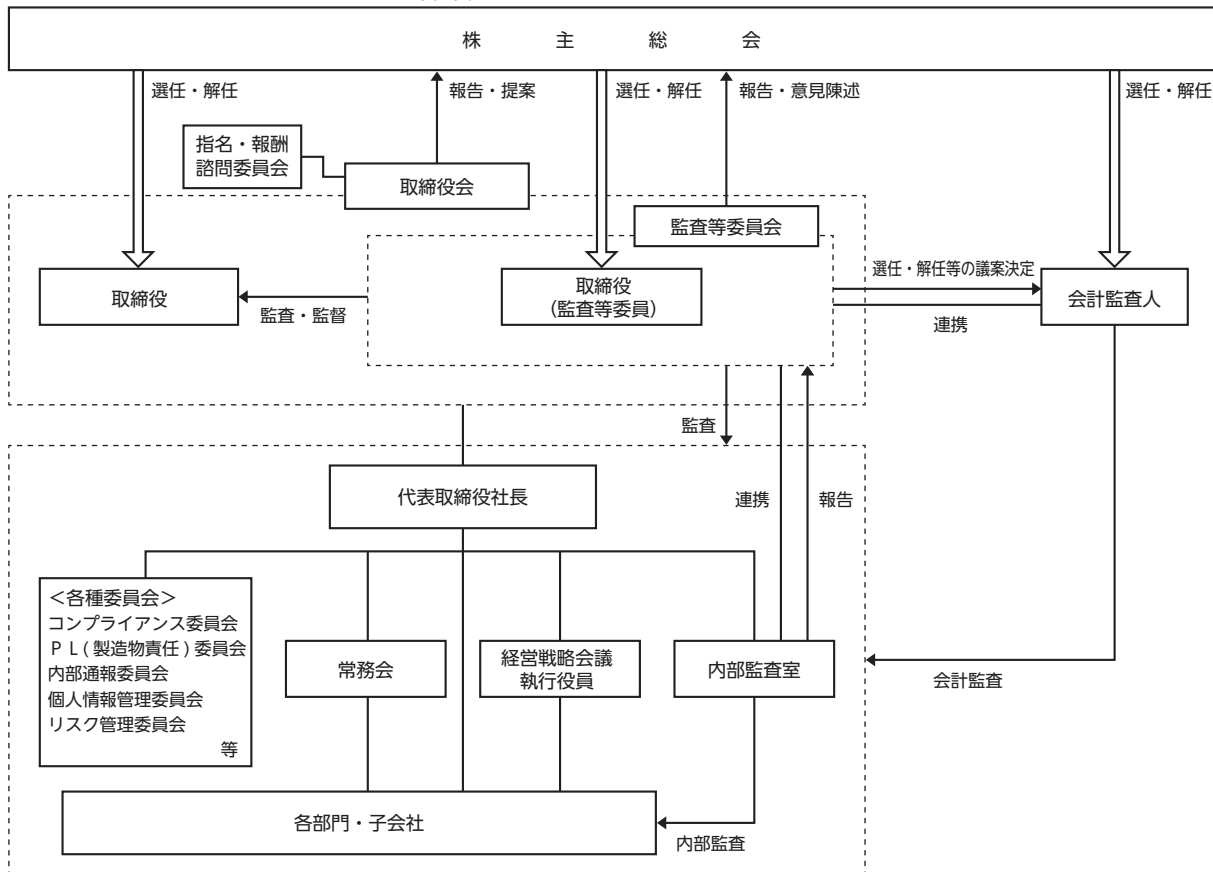 株主総会
選任・解任
報告・提案
選任・解任
報告・意見陳述
選任・解任
指名・報酬
諮問委員会
取締役会
監査等委員会
取締役
監査・監督
取締役
(監査等委員)
選任・解任等の議案決定
連携
会計監査人
監査
代表取締役社長
連携
報告
＜各種委員会＞
コンプライアンス委員会
ＰＬ(製造物責任)委員会
内部通報委員会
個人情報管理委員会
リスク管理委員会
等
常務会
経営戦略会議
執行役員
内部監査室
会計監査
各部門・子会社
内部監査